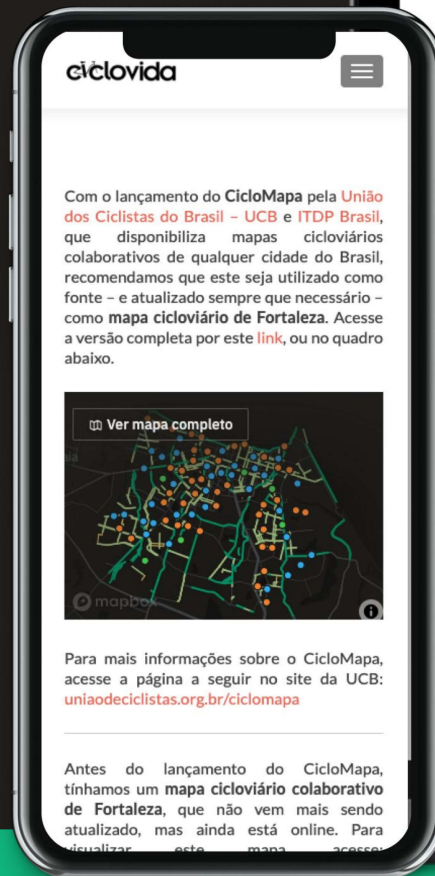 ciclovida
Com o lançamento do CicloMapa pela União
dos Ciclistas do Brasil – UCB e ITDP Brasil,
que disponibiliza mapas cicloviários
colaborativos de qualquer cidade do Brasil,
recomendamos que este seja utilizado como
fonte – e atualizado sempre que necessário –
como mapa cicloviário de Fortaleza. Acesse
a versão completa por este link, ou no quadro
abaixo.
Ver mapa completo
mapbox
Para mais informações sobre o CicloMapa,
acesse a página a seguir no site da UCB:
uniaodeciclistas.org.br/ciclomapa
Antes do lançamento do CicloMapa,
tínhamos um mapa cicloviário colaborativo
de Fortaleza, que não vem mais sendo
atualizado, mas ainda está online. Para
visualizar este mapa acesse: